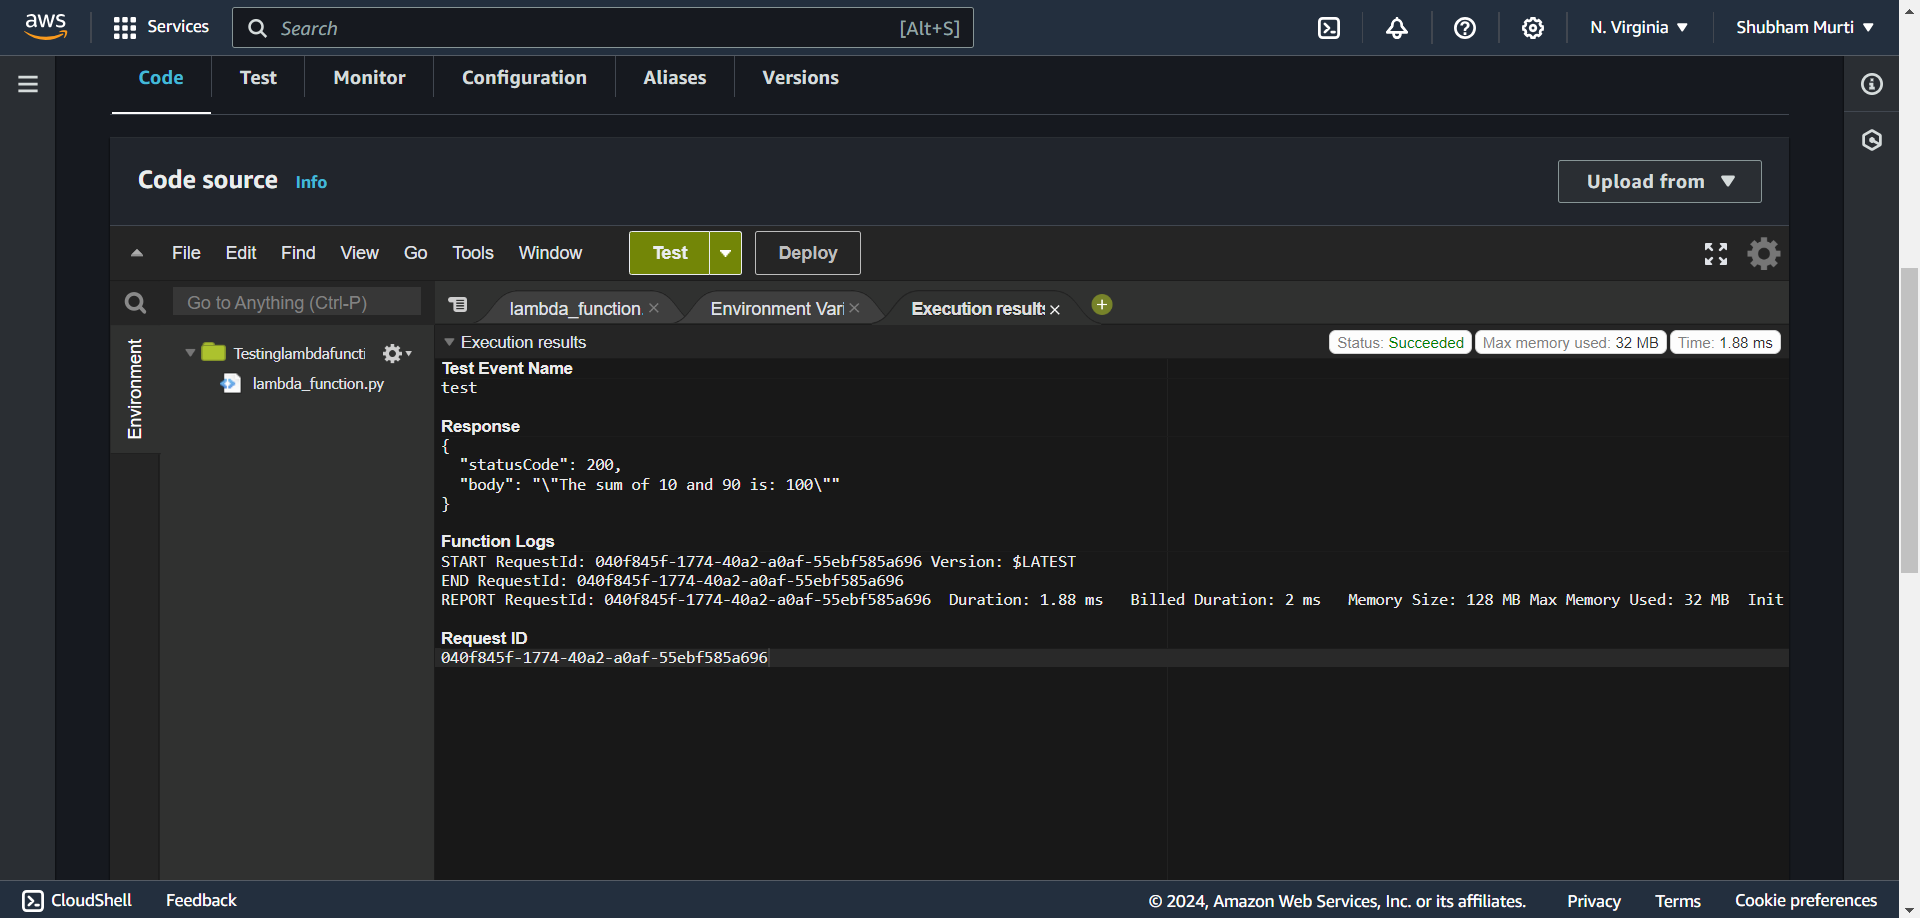 aws
Services
Search
[Alt+S]
N. Virginia
Shubham Murti
Code
Test
Monitor
Configuration
Aliases
Versions
Code source
Info
Upload from
File
Edit
Find
View
Go
Tools
Window
Test
Deploy
Go to Anything (Ctrl-P)
lambda_function.
Environment Vari
Execution results
Environment
Testinglambdafuncti
lambda_function.py
Execution results
Status: Succeeded
Max memory used: 32 MB
Time: 1.88 ms
Test Event Name
test
Response
{
"statusCode": 200,
"body": "\"The sum of 10 and 90 is: 100\""
}
Function Logs
START RequestId: 040f845f-1774-40a2-a0af-55ebf585a696 Version: $LATEST
END RequestId: 040f845f-1774-40a2-a0af-55ebf585a696
REPORT RequestId: 040f845f-1774-40a2-a0af-55ebf585a696 Duration: 1.88 ms Billed Duration: 2 ms Memory Size: 128 MB Max Memory Used: 32 MB Init
Request ID
040f845f-1774-40a2-a0af-55ebf585a696
CloudShell
Feedback
© 2024, Amazon Web Services, Inc. or its affiliates.
Privacy
Terms
Cookie preferences